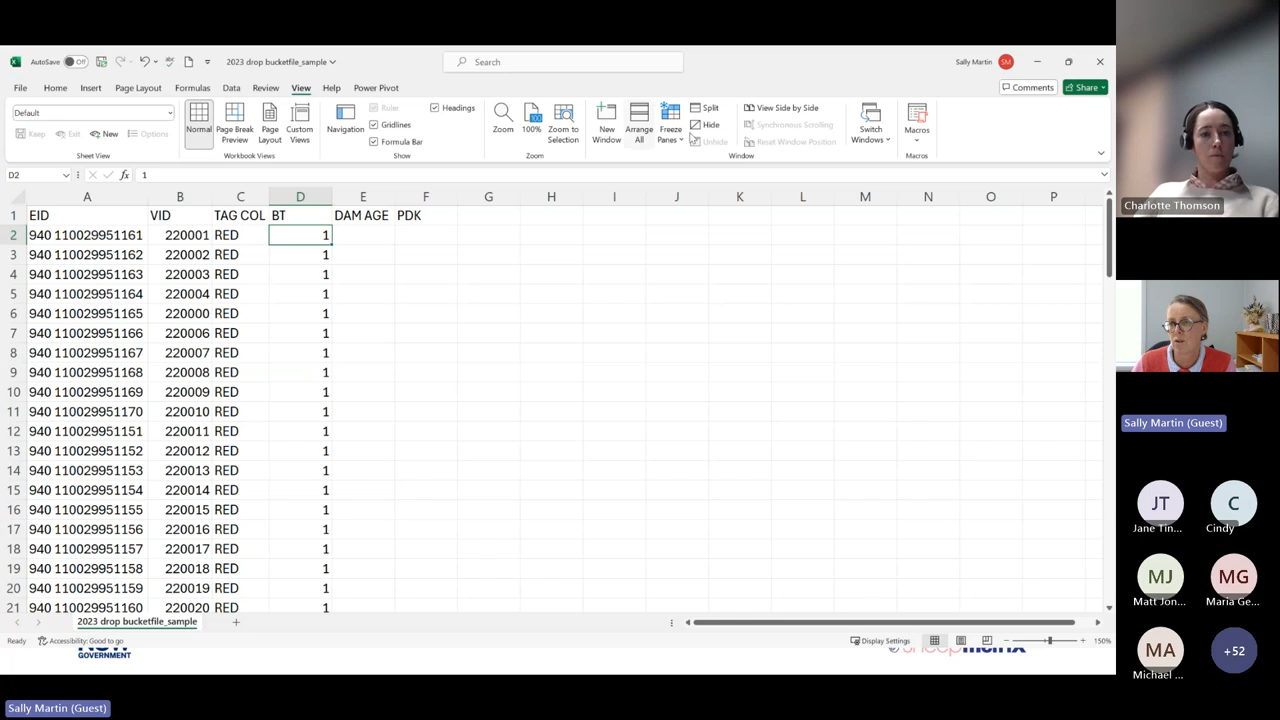 AutoSave Off 2023 drop bucketfile_sample Search Sally Martin SM
File Home Insert Page Layout Formulas Data Review View Help Power Pivot Comments Share
Default
Keep Exit New Options
Sheet View
Normal Page Break Preview Page Layout Custom Views
Workbook Views
Navigation Ruler Headings
Gridlines
Formula Bar
Show
Zoom 100% Zoom to Selection
Zoom
New Window Arrange All Freeze Panes Split View Side by Side
Hide Synchronous Scrolling
Unhide Reset Window Position
Window
Switch Windows
Macros
Macros
D2 fx 1
A B C D E F G H I J K L M N O P
1 EID VID TAG COL BT DAM AGE PDK
2 940 110029951161 220001 RED 1
3 940 110029951162 220002 RED 1
4 940 110029951163 220003 RED 1
5 940 110029951164 220004 RED 1
6 940 110029951165 220000 RED 1
7 940 110029951166 220006 RED 1
8 940 110029951167 220007 RED 1
9 940 110029951168 220008 RED 1
10 940 110029951169 220009 RED 1
11 940 110029951170 220010 RED 1
12 940 110029951151 220011 RED 1
13 940 110029951152 220012 RED 1
14 940 110029951153 220013 RED 1
15 940 110029951154 220014 RED 1
16 940 110029951155 220015 RED 1
17 940 110029951156 220016 RED 1
18 940 110029951157 220017 RED 1
19 940 110029951158 220018 RED 1
20 940 110029951159 220019 RED 1
21 940 110029951160 220020 RED 1
2023 drop bucketfile_sample
Ready Accessibility: Good to go Display Settings 150%
GOVERNMENT
Sally Martin (Guest)
Charlotte Thomson
Sally Martin (Guest)
JT C
Jane Tin... Cindy
MJ MG
Matt Jon... Maria Ge...
MA +52
Michael ...